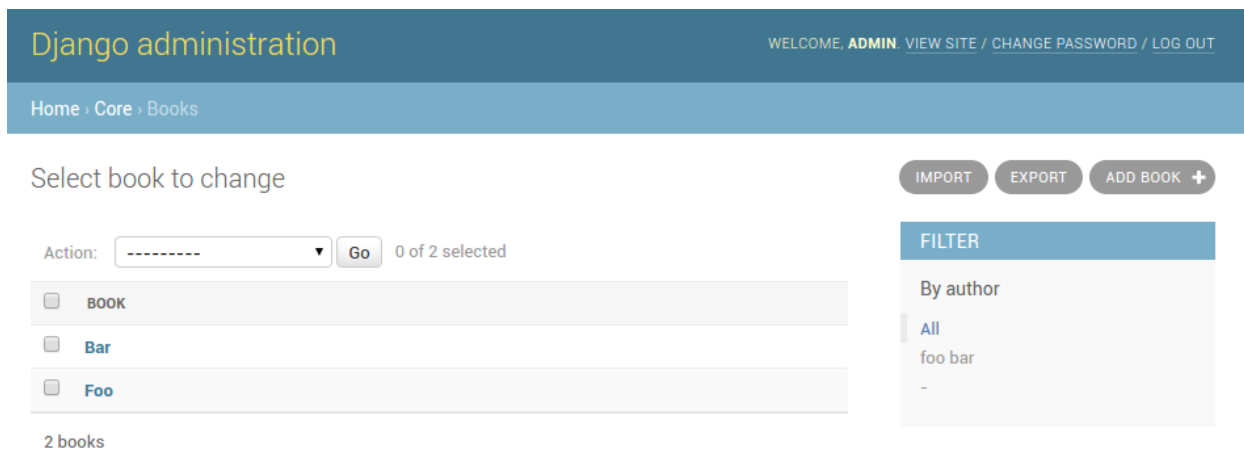 Django administration
WELCOME, ADMIN. VIEW SITE / CHANGE PASSWORD / LOG OUT
Home › Core › Books
Select book to change
IMPORT EXPORT ADD BOOK +
Action: --------- Go 0 of 2 selected
BOOK
Bar
Foo
2 books
FILTER
By author
All
foo bar
-